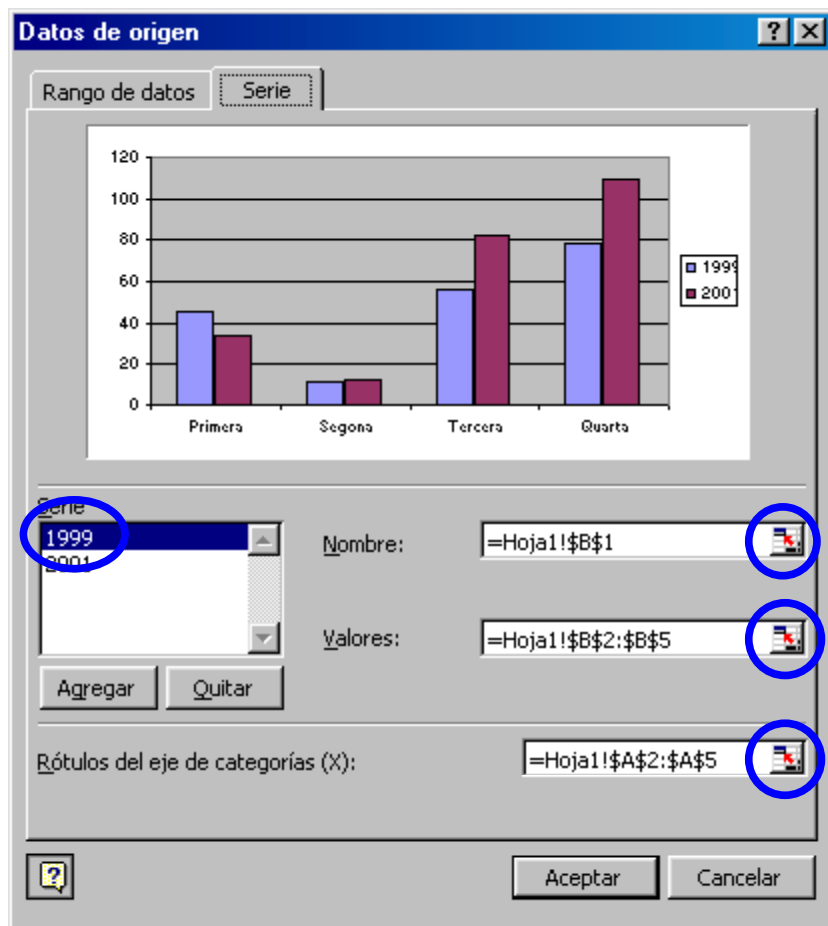 Datos de origen
Rango de datos Serie
120
100
80
60
40
20
0
Primera Segona Tercera Quarta
1999
2001
Serie
1999
2001
Nombre: =Hoja1!$B$1
Valores: =Hoja1!$B$2:$B$5
Agregar Quitar
Rótulos del eje de categorías (X): =Hoja1!$A$2:$A$5
Aceptar Cancelar